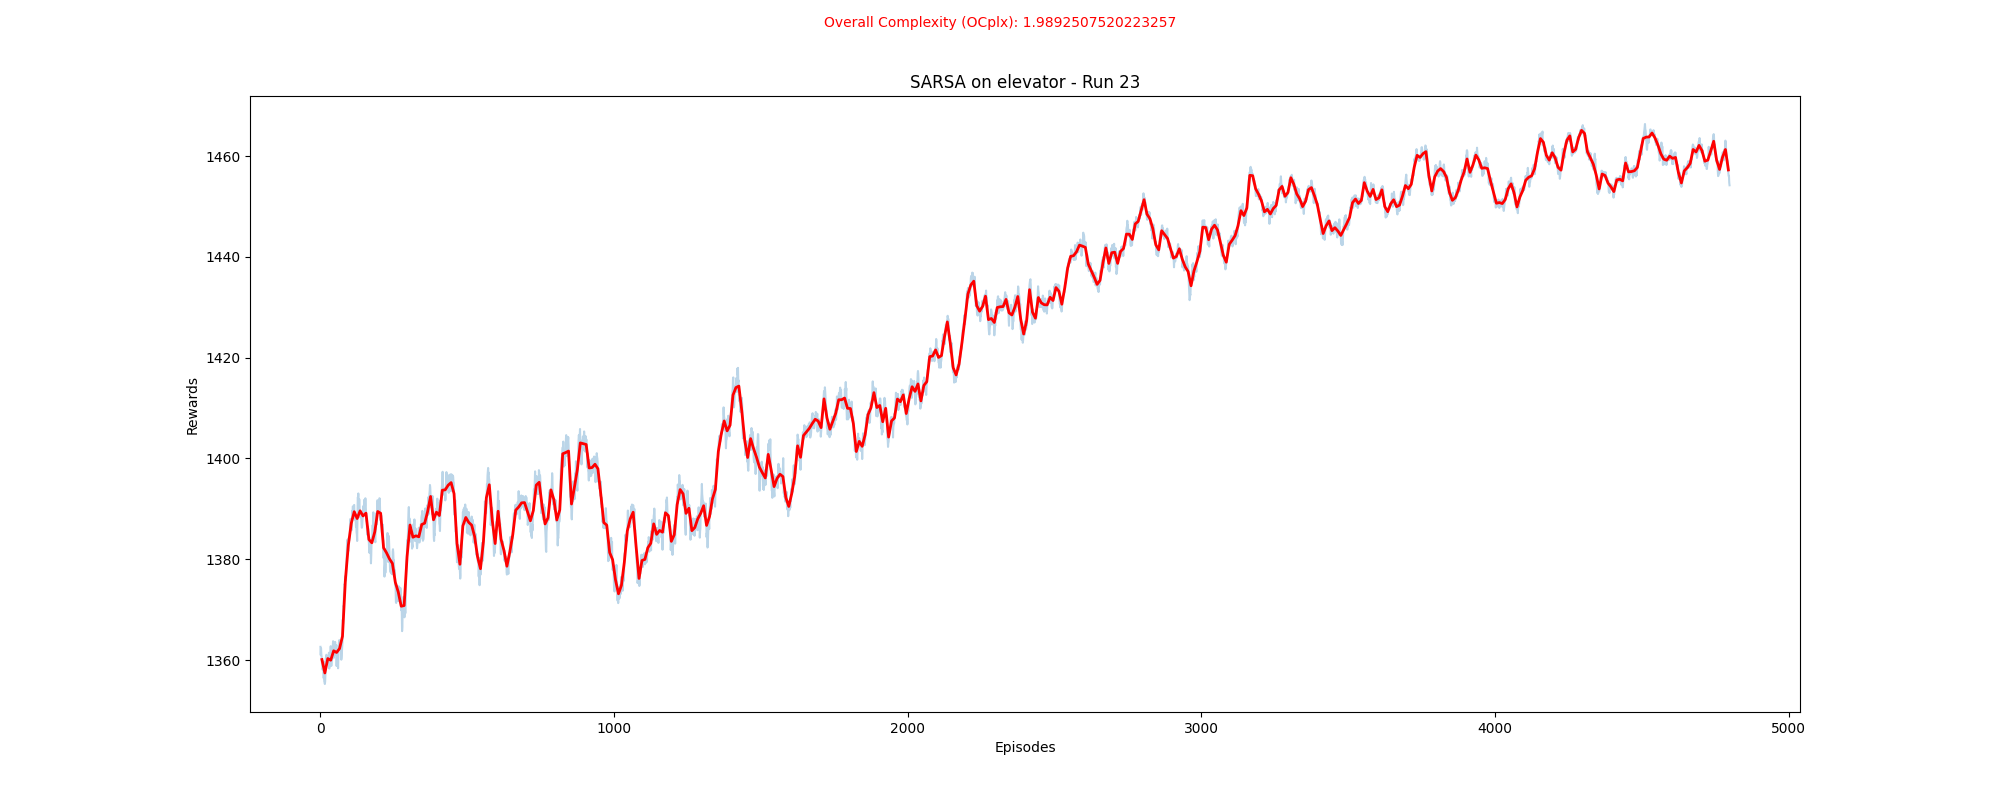 Overall Complexity (OCplx): 1.9892507520223257
SARSA on elevator - Run 23
1460
1440
1420
1400
1380
1360
Rewards
0 1000 2000 3000 4000 5000
Episodes